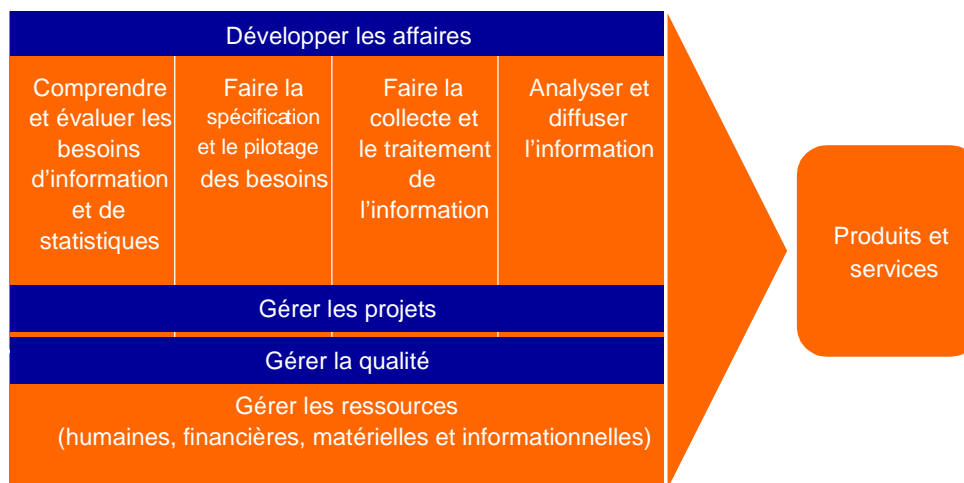 Développer les affaires
Comprendre
et évaluer les
besoins
d'information
et de
statistiques
Faire la
spécification
et le pilotage
des besoins
Faire la
collecte et
le traitement
de
l'information
Analyser et
diffuser
l'information
Gérer les projets
Gérer la qualité
Gérer les ressources
(humaines, financières, matérielles et informationnelles)
Produits et
services